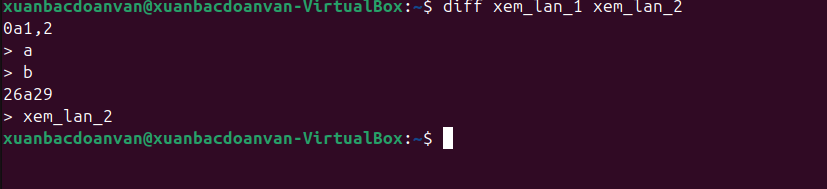 xuanbacdoanvan@xuanbacdoanvan-VirtualBox:~$ diff xem_lan_1 xem_lan_2
0a1,2
> a
> b
26a29
> xem_lan_2
xuanbacdoanvan@xuanbacdoanvan-VirtualBox:~$